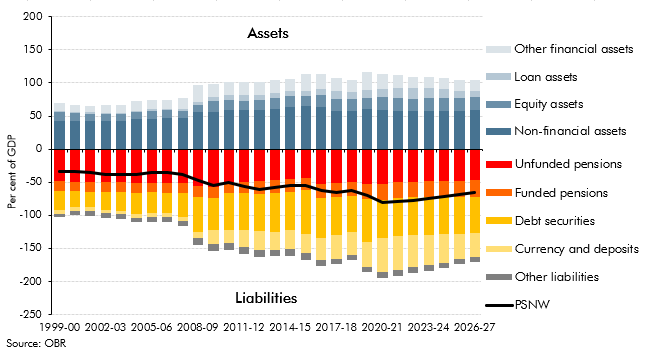 200
Assets
150
100
50
0
-50
-100
-150
-200
-250
Per cent of GDP
Liabilities
1999-00 2002-03 2005-06 2008-09 2011-12 2014-15 2017-18 2020-21 2023-24 2026-27
Other financial assets
Loan assets
Equity assets
Non-financial assets
Unfunded pensions
Funded pensions
Debt securities
Currency and deposits
Other liabilities
PSNW
Source: OBR